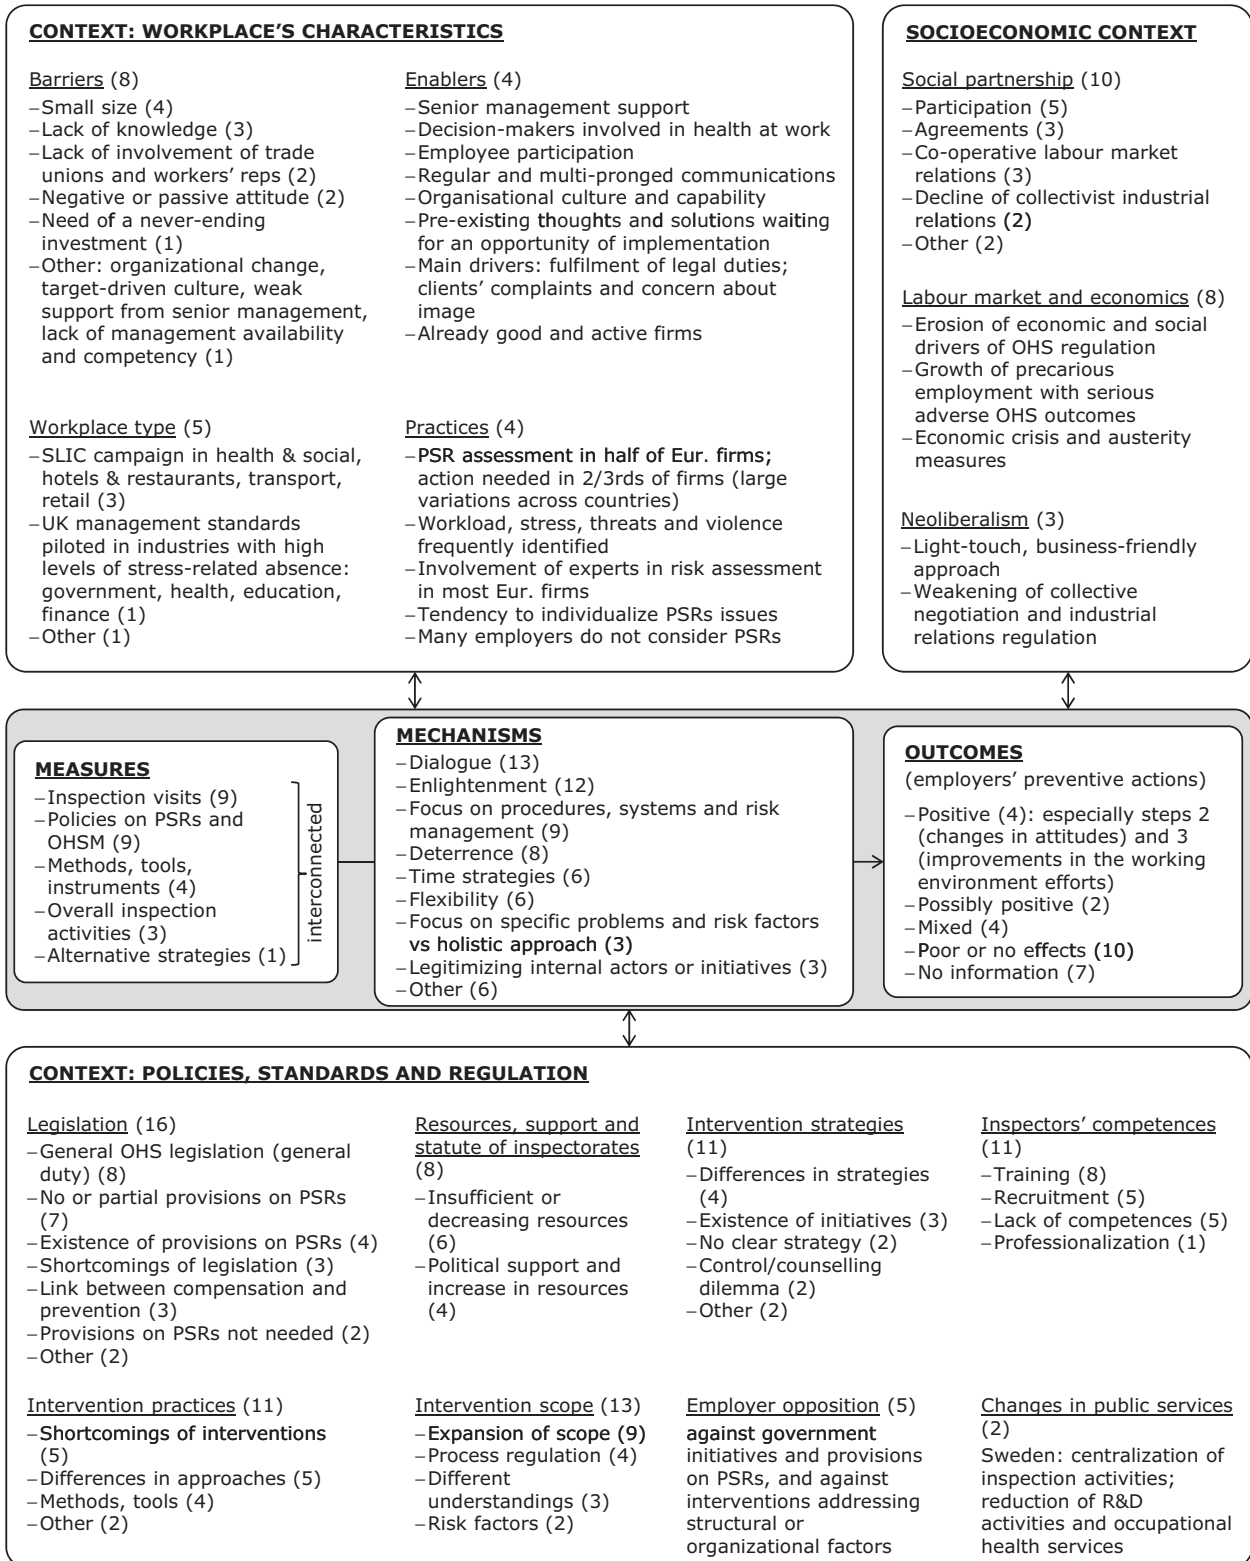 CONTEXT: WORKPLACE'S CHARACTERISTICS
Barriers (8)
–Small size (4)
–Lack of knowledge (3)
–Lack of involvement of trade
unions and workers' reps (2)
–Negative or passive attitude (2)
–Need of a never-ending
investment (1)
–Other: organizational change,
target-driven culture, weak
support from senior management,
lack of management availability
and competency (1)
Enablers (4)
–Senior management support
–Decision-makers involved in health at work
–Employee participation
–Regular and multi-pronged communications
–Organisational culture and capability
–Pre-existing thoughts and solutions waiting
for an opportunity of implementation
–Main drivers: fulfilment of legal duties;
clients' complaints and concern about
image
–Already good and active firms
Workplace type (5)
–SLIC campaign in health & social,
hotels & restaurants, transport,
retail (3)
–UK management standards
piloted in industries with high
levels of stress-related absence:
government, health, education,
finance (1)
–Other (1)
Practices (4)
–PSR assessment in half of Eur. firms;
action needed in 2/3rds of firms (large
variations across countries)
–Workload, stress, threats and violence
frequently identified
–Involvement of experts in risk assessment
in most Eur. firms
–Tendency to individualize PSRs issues
–Many employers do not consider PSRs
SOCIOECONOMIC CONTEXT
Social partnership (10)
–Participation (5)
–Agreements (3)
–Co-operative labour market
relations (3)
–Decline of collectivist industrial
relations (2)
–Other (2)
Labour market and economics (8)
–Erosion of economic and social
drivers of OHS regulation
–Growth of precarious
employment with serious
adverse OHS outcomes
–Economic crisis and austerity
measures
Neoliberalism (3)
–Light-touch, business-friendly
approach
–Weakening of collective
negotiation and industrial
relations regulation
MEASURES
–Inspection visits (9)
–Policies on PSRs and
OHSM (9)
–Methods, tools,
instruments (4)
–Overall inspection
activities (3)
–Alternative strategies (1)
interconnected
MECHANISMS
–Dialogue (13)
–Enlightenment (12)
–Focus on procedures, systems and risk
management (9)
–Deterrence (8)
–Time strategies (6)
–Flexibility (6)
–Focus on specific problems and risk factors
vs holistic approach (3)
–Legitimizing internal actors or initiatives (3)
–Other (6)
OUTCOMES
(employers' preventive actions)
–Positive (4): especially steps 2
(changes in attitudes) and 3
(improvements in the working
environment efforts)
–Possibly positive (2)
–Mixed (4)
–Poor or no effects (10)
–No information (7)
CONTEXT: POLICIES, STANDARDS AND REGULATION
Legislation (16)
–General OHS legislation (general
duty) (8)
–No or partial provisions on PSRs
(7)
–Existence of provisions on PSRs (4)
–Shortcomings of legislation (3)
–Link between compensation and
prevention (3)
–Provisions on PSRs not needed (2)
–Other (2)
Resources, support and
statute of inspectorates
(8)
–Insufficient or
decreasing resources
(6)
–Political support and
increase in resources
(4)
Intervention strategies
(11)
–Differences in strategies
(4)
–Existence of initiatives (3)
–No clear strategy (2)
–Control/counselling
dilemma (2)
–Other (2)
Inspectors' competences
(11)
–Training (8)
–Recruitment (5)
–Lack of competences (5)
–Professionalization (1)
Intervention practices (11)
–Shortcomings of interventions
(5)
–Differences in approaches (5)
–Methods, tools (4)
–Other (2)
Intervention scope (13)
–Expansion of scope (9)
–Process regulation (4)
–Different
understandings (3)
–Risk factors (2)
Employer opposition (5)
against government
initiatives and provisions
on PSRs, and against
interventions addressing
structural or
organizational factors
Changes in public services
(2)
Sweden: centralization of
inspection activities;
reduction of R&D
activities and occupational
health services